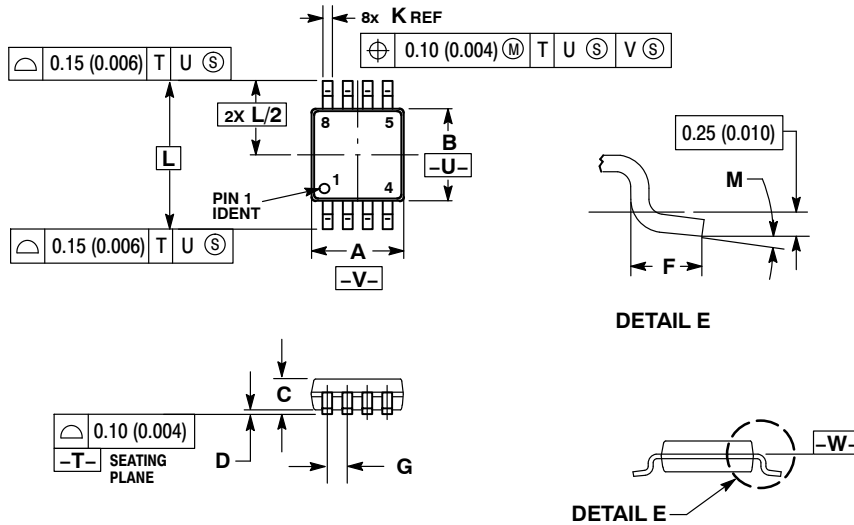 8x K REF
⌓ 0.15 (0.006) T U Ⓢ
⌖ 0.10 (0.004) Ⓜ T U Ⓢ V Ⓢ
2X L/2
8 5
B
–U–
L
PIN 1
IDENT
1
4
⌓ 0.15 (0.006) T U Ⓢ
A
–V–
0.25 (0.010)
M
F
DETAIL E
C
⌓ 0.10 (0.004)
–T– SEATING
PLANE
D
G
–W–
DETAIL E